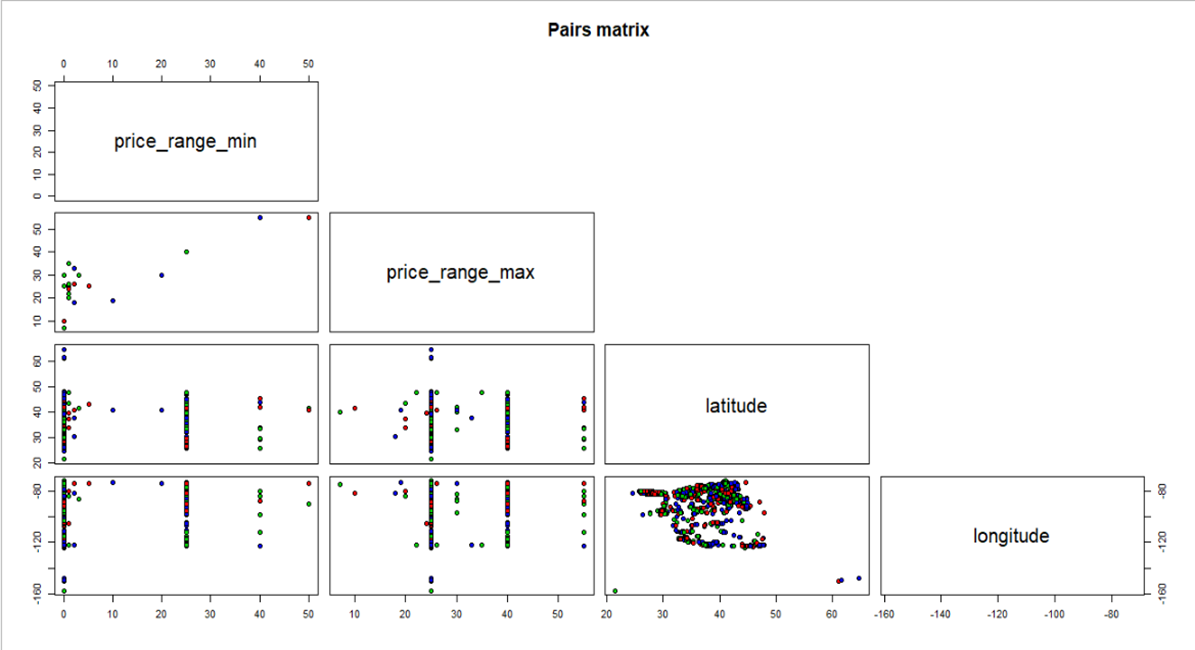 Pairs matrix
0 10 20 30 40 50
50 40 30 20 10 0
price_range_min
50 40 30 20 10
price_range_max
60 50 40 30 20
latitude
-80 -120 -160
longitude
-80 -120 -160
0 10 20 30 40 50
10 20 30 40 50
20 30 40 50 60
-160 -140 -120 -100 -80